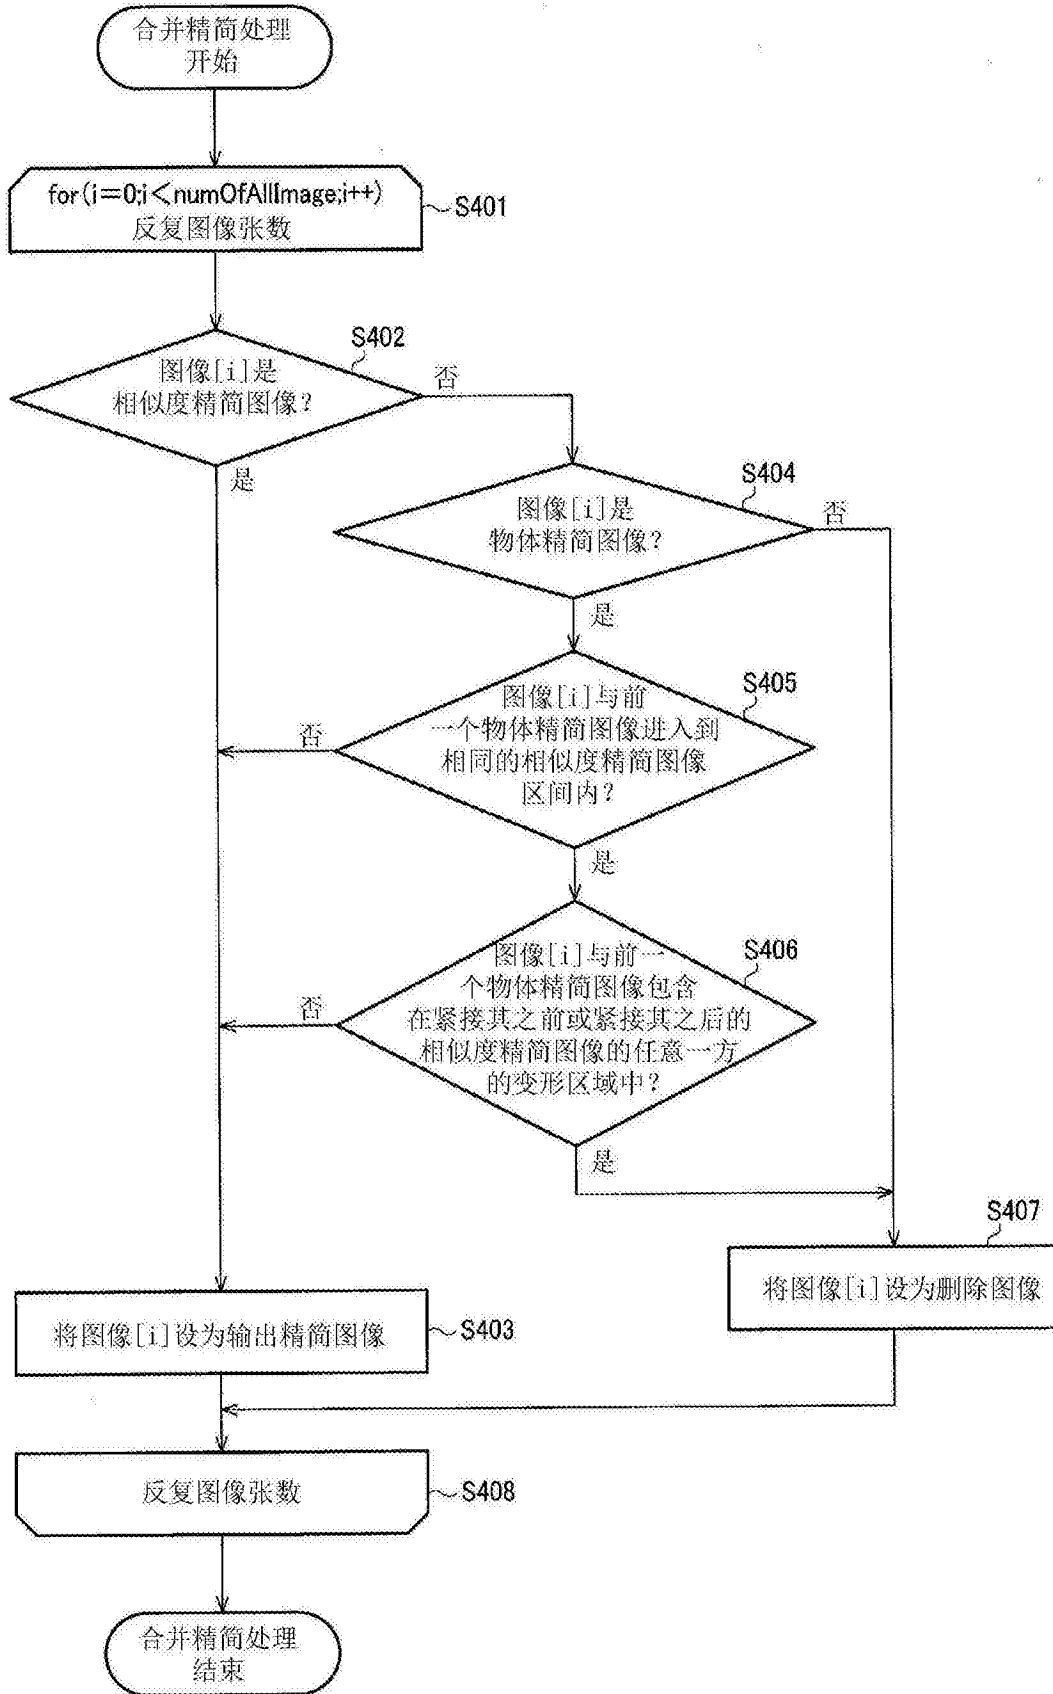 合并精简处理
开始
for(i=0;i<numOfAllImage;i++)
反复图像张数
S401
S402
图像[i]是
相似度精简图像？
否
是
S404
图像[i]是
物体精简图像？
否
是
S405
图像[i]与前
一个物体精简图像进入到
相同的相似度精简图像
区间内？
否
是
S406
图像[i]与前一
个物体精简图像包含
在紧接其之前或紧接其之后的
相似度精简图像的任意一方
的变形区域中？
否
是
S407
将图像[i]设为删除图像
将图像[i]设为输出精简图像
S403
反复图像张数
S408
合并精简处理
结束